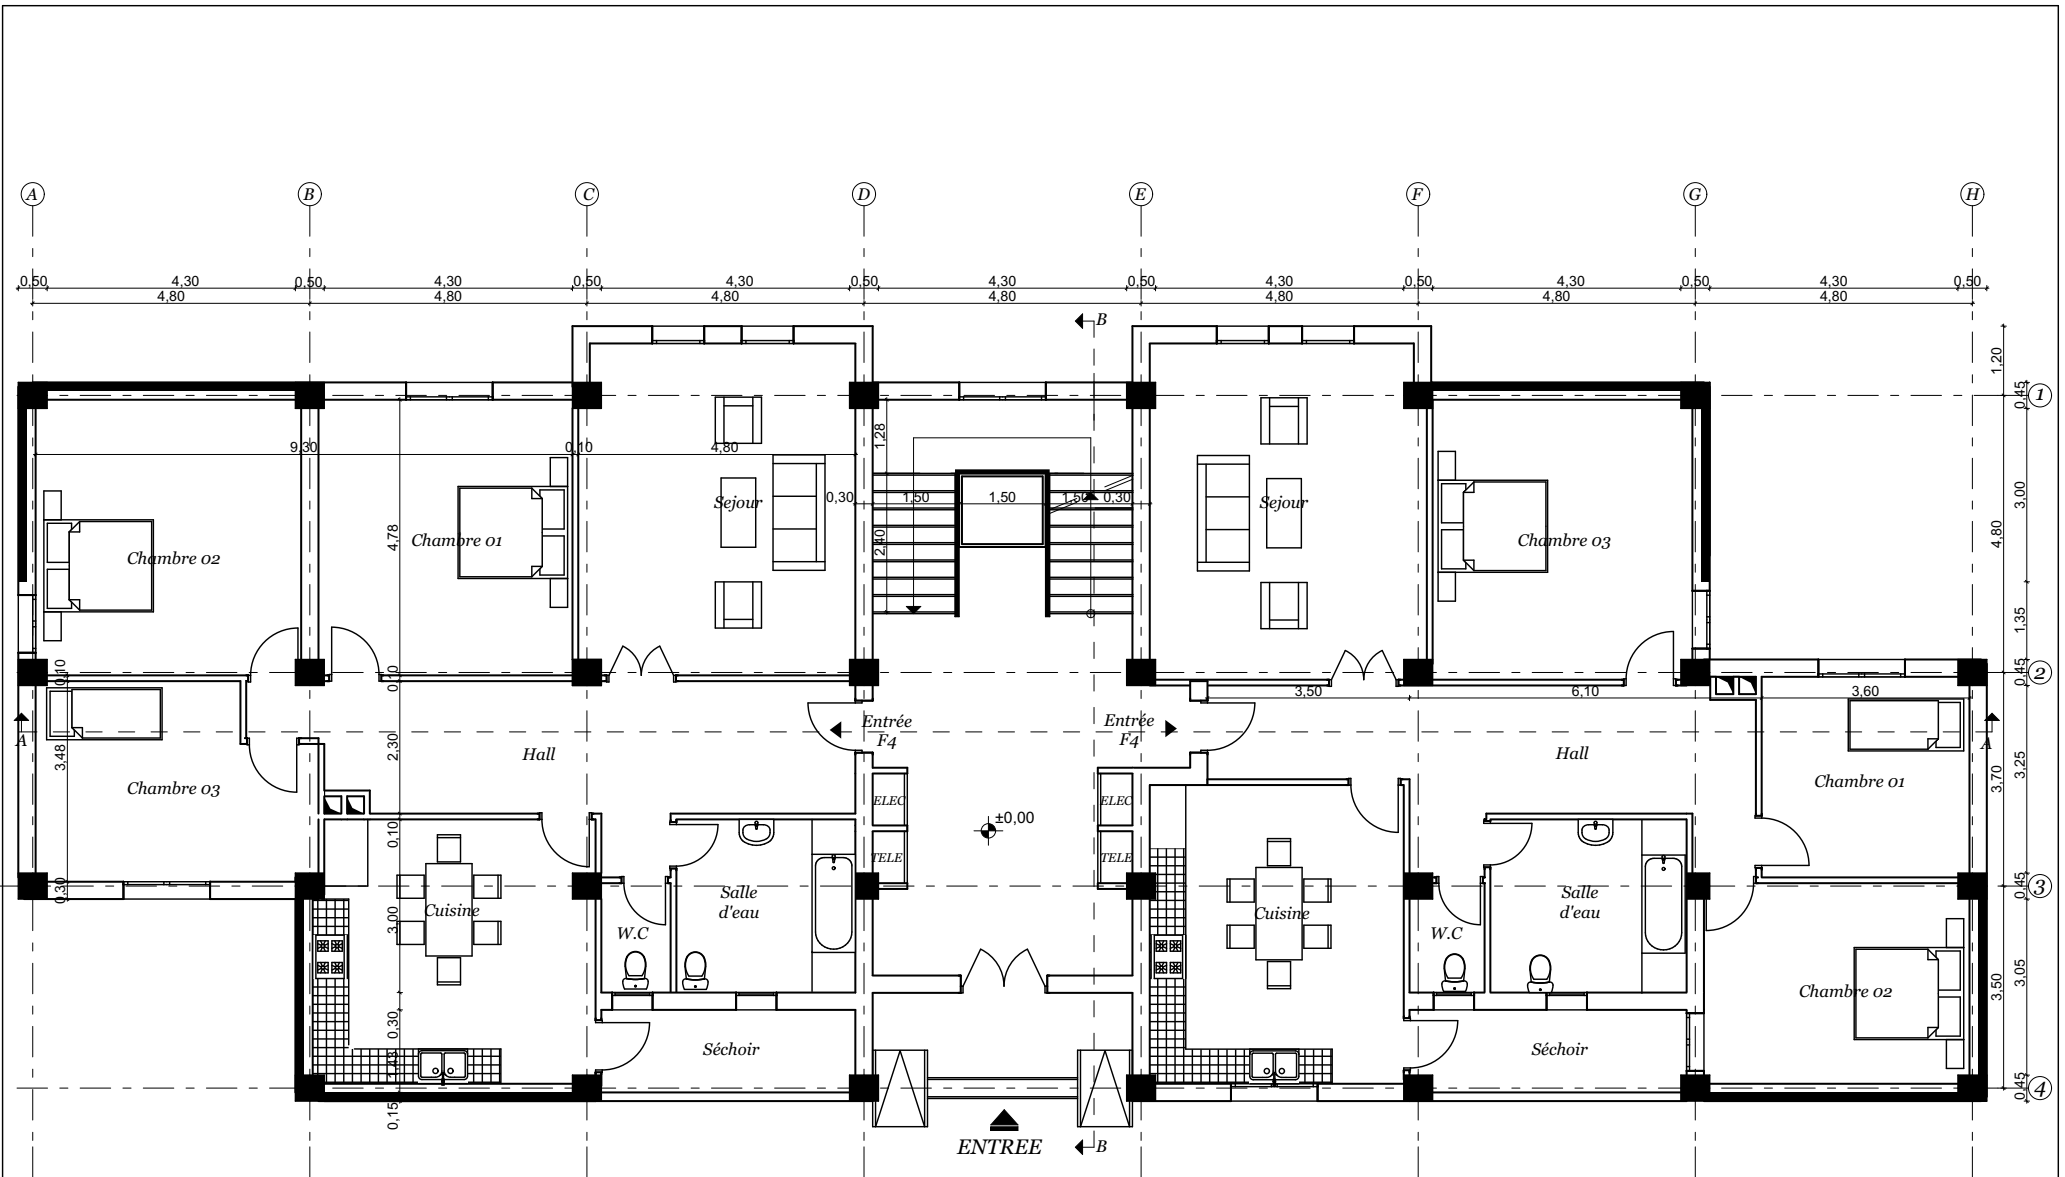 A B C D E F G H
0,50 4,30 0,50 4,30 0,50 4,30 0,50 4,30 0,50 4,30 0,50 4,30 0,50 4,30 0,50
4,80 4,80 4,80 4,80 4,80 4,80 4,80
B
1,20
0,45 1
1,28
9,30 0,10 4,80
0,30 1,50 1,50 1,50 0,30
Sejour Sejour
3,00
4,80
4,78
2,40
Chambre 02 Chambre 01 Chambre 03
1,35
0,10 0,10 0,45 2
3,50 6,10 3,60
A Entrée Entrée A
F4 F4
3,48 2,30 Hall Hall
3,25
3,70
Chambre 03 Chambre 01
ELEC ELEC
±0,00
0,10
TELE TELE
0,30 0,45 3
Salle Salle
d'eau d'eau
3,00 Cuisine Cuisine
W.C W.C
3,05
3,50
Chambre 02
0,30
Séchoir Séchoir
0,45 4
0,15
ENTREE B